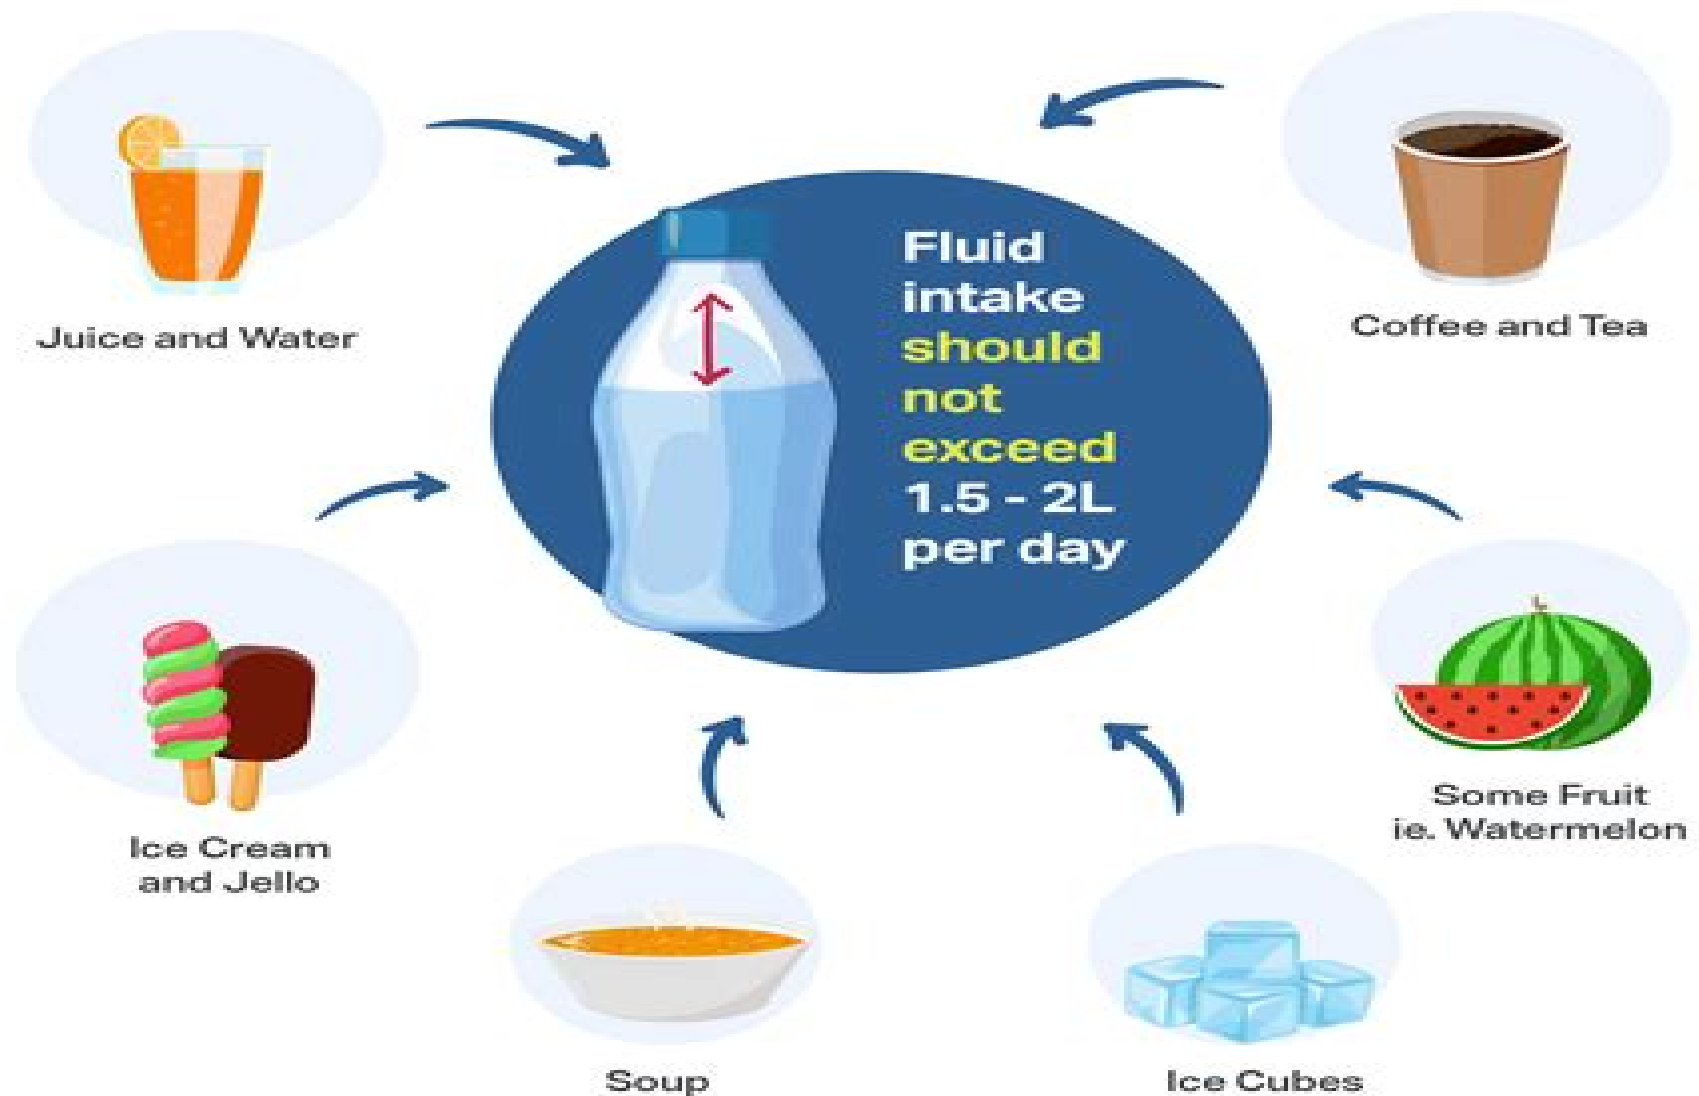 Juice and Water
Coffee and Tea
Fluid
intake
should
not
exceed
1.5 - 2L
per day
Ice Cream
and Jello
Some Fruit
ie. Watermelon
Soup
Ice Cubes